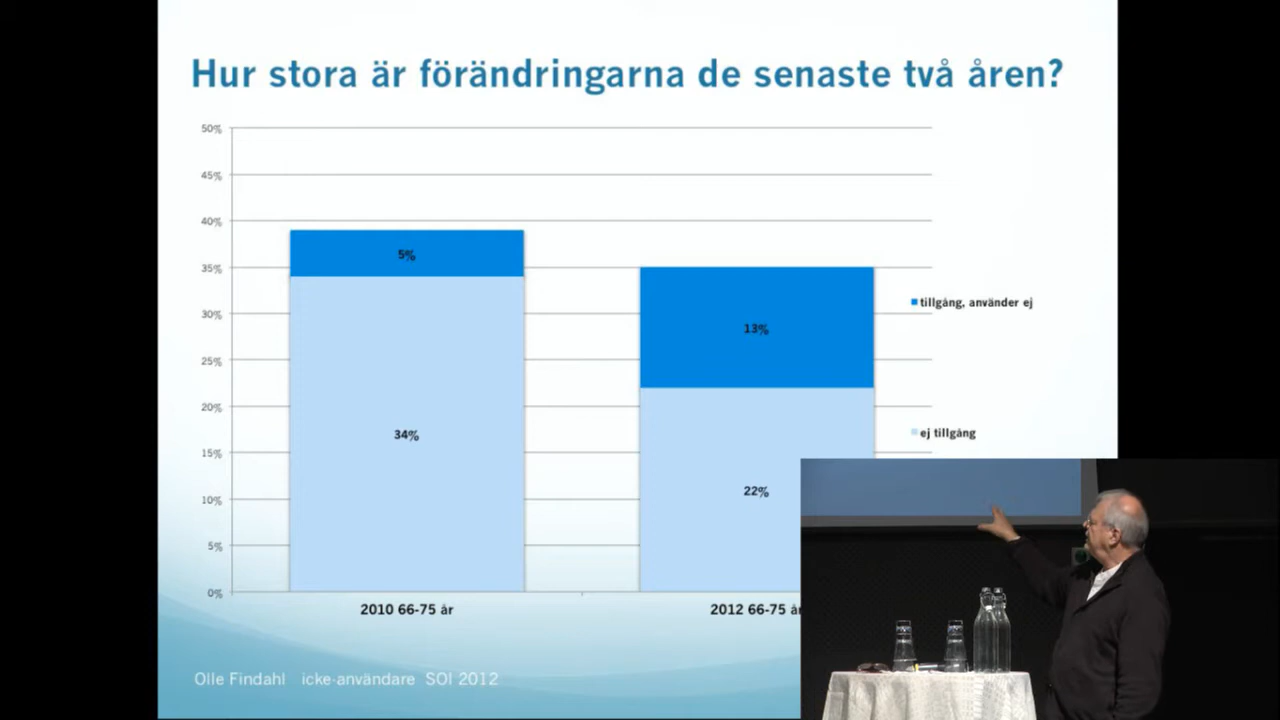 Hur stora är förändringarna de senaste två åren?
50%
45%
40%
35%
30%
25%
20%
15%
10%
5%
0%
5%
34%
13%
22%
tillgång, använder ej
ej tillgång
2010 66-75 år
2012 66-75 år
Olle Findahl icke-användare SOI 2012